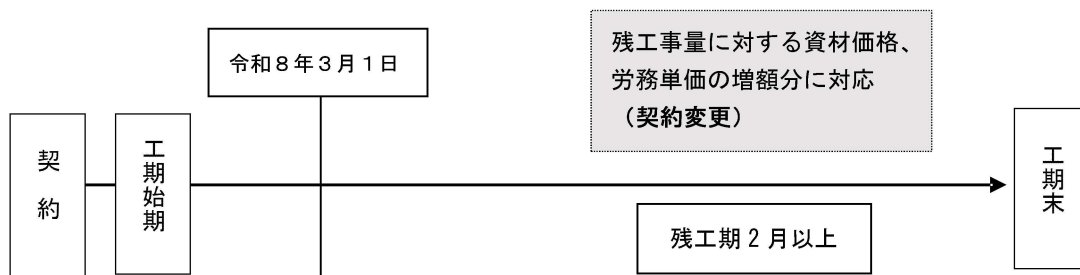 令和８年３月１日
残工事量に対する資材価格、
労務単価の増額分に対応
（契約変更）
契約
工期始期
工期末
残工期２月以上